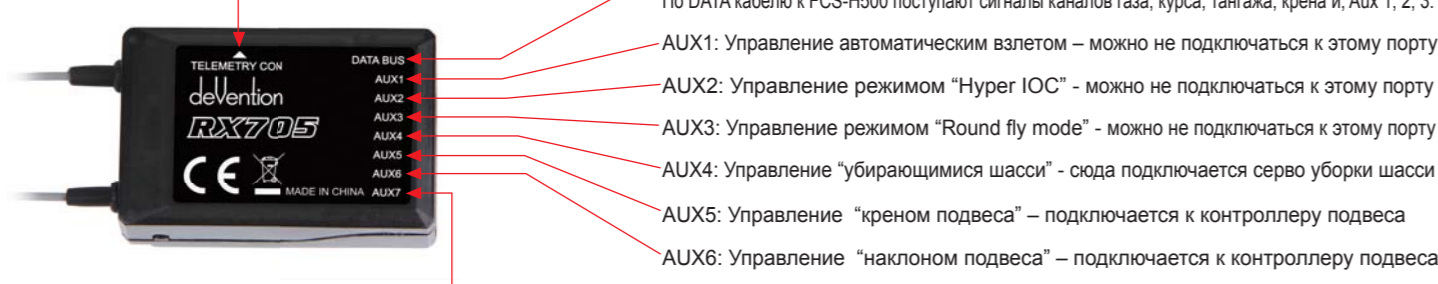 По DATA кабелю к FCS-H500 поступают сигналы каналов газа, курса, тангажа, крена и, Aux 1, 2, 3.
TELEMETRY CON
DATA BUS
AUX1
AUX2
AUX3
AUX4
AUX5
AUX6
AUX7
deVention
RX705
CE
MADE IN CHINA
AUX1: Управление автоматическим взлетом – можно не подключаться к этому порту
AUX2: Управление режимом “Hyper IOC” - можно не подключаться к этому порту
AUX3: Управление режимом “Round fly mode” - можно не подключаться к этому порту
AUX4: Управление “убирающимися шасси” - сюда подключается серво уборки шасси
AUX5: Управление “креном подвеса” – подключается к контроллеру подвеса
AUX6: Управление “наклоном подвеса” – подключается к контроллеру подвеса